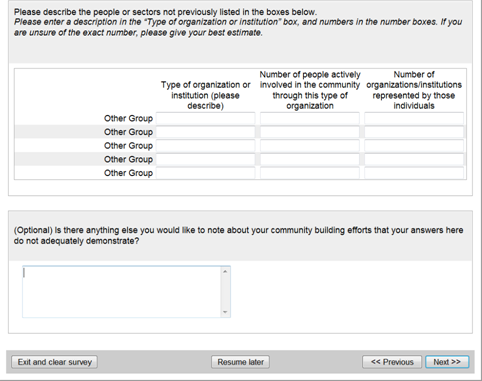 Please describe the people or sectors not previously listed in the boxes below.
Please enter a description in the "Type of organization or institution" box, and numbers in the number boxes. If you
are unsure of the exact number, please give your best estimate.
Type of organization or institution (please describe)
Number of people actively involved in the community through this type of organization
Number of organizations/institutions represented by those individuals
Other Group
Other Group
Other Group
Other Group
Other Group
(Optional) Is there anything else you would like to note about your community building efforts that your answers here
do not adequately demonstrate?
Exit and clear survey
Resume later
<< Previous
Next >>